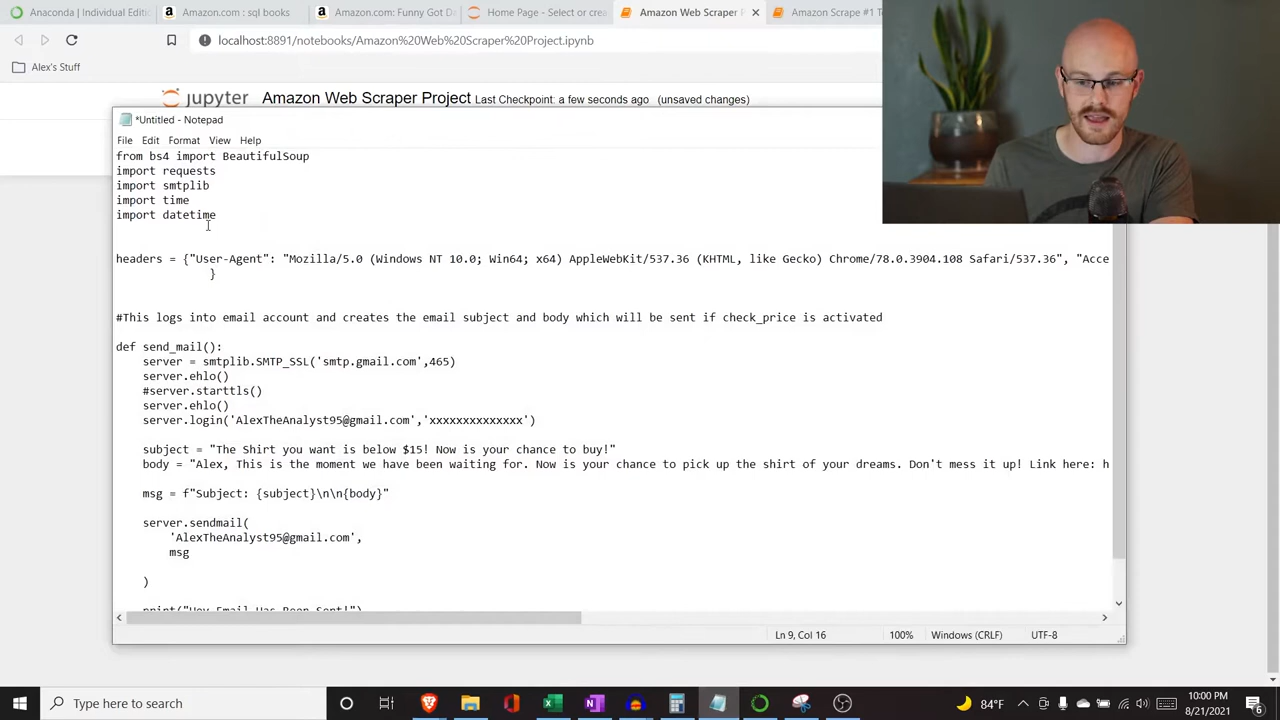 Anaconda | Individual Edition
Amazon.com : sql books
Amazon.com: Funny Got D
Home Page - Select or crea
Amazon Web Scraper P
Amazon Scrape #1 T
localhost:8891/notebooks/Amazon%20Web%20Scraper%20Project.ipynb
Alex's Stuff
jupyter Amazon Web Scraper Project Last Checkpoint: a few seconds ago (unsaved changes)
*Untitled - Notepad
File Edit Format View Help
from bs4 import BeautifulSoup
import requests
import smtplib
import time
import datetime
headers = {"User-Agent": "Mozilla/5.0 (Windows NT 10.0; Win64; x64) AppleWebKit/537.36 (KHTML, like Gecko) Chrome/78.0.3904.108 Safari/537.36", "Acce
}
#This logs into email account and creates the email subject and body which will be sent if check_price is activated
def send_mail():
server = smtplib.SMTP_SSL('smtp.gmail.com',465)
server.ehlo()
#server.starttls()
server.ehlo()
server.login('AlexTheAnalyst95@gmail.com','xxxxxxxxxxxxxx')
subject = "The Shirt you want is below $15! Now is your chance to buy!"
body = "Alex, This is the moment we have been waiting for. Now is your chance to pick up the shirt of your dreams. Don't mess it up! Link here: h
msg = f"Subject: {subject}\n\n{body}"
server.sendmail(
'AlexTheAnalyst95@gmail.com',
msg
)
print("Hey Email Has Been Sent!")
Ln 9, Col 16
100%
Windows (CRLF)
UTF-8
Type here to search
84°F
10:00 PM
8/21/2021
6